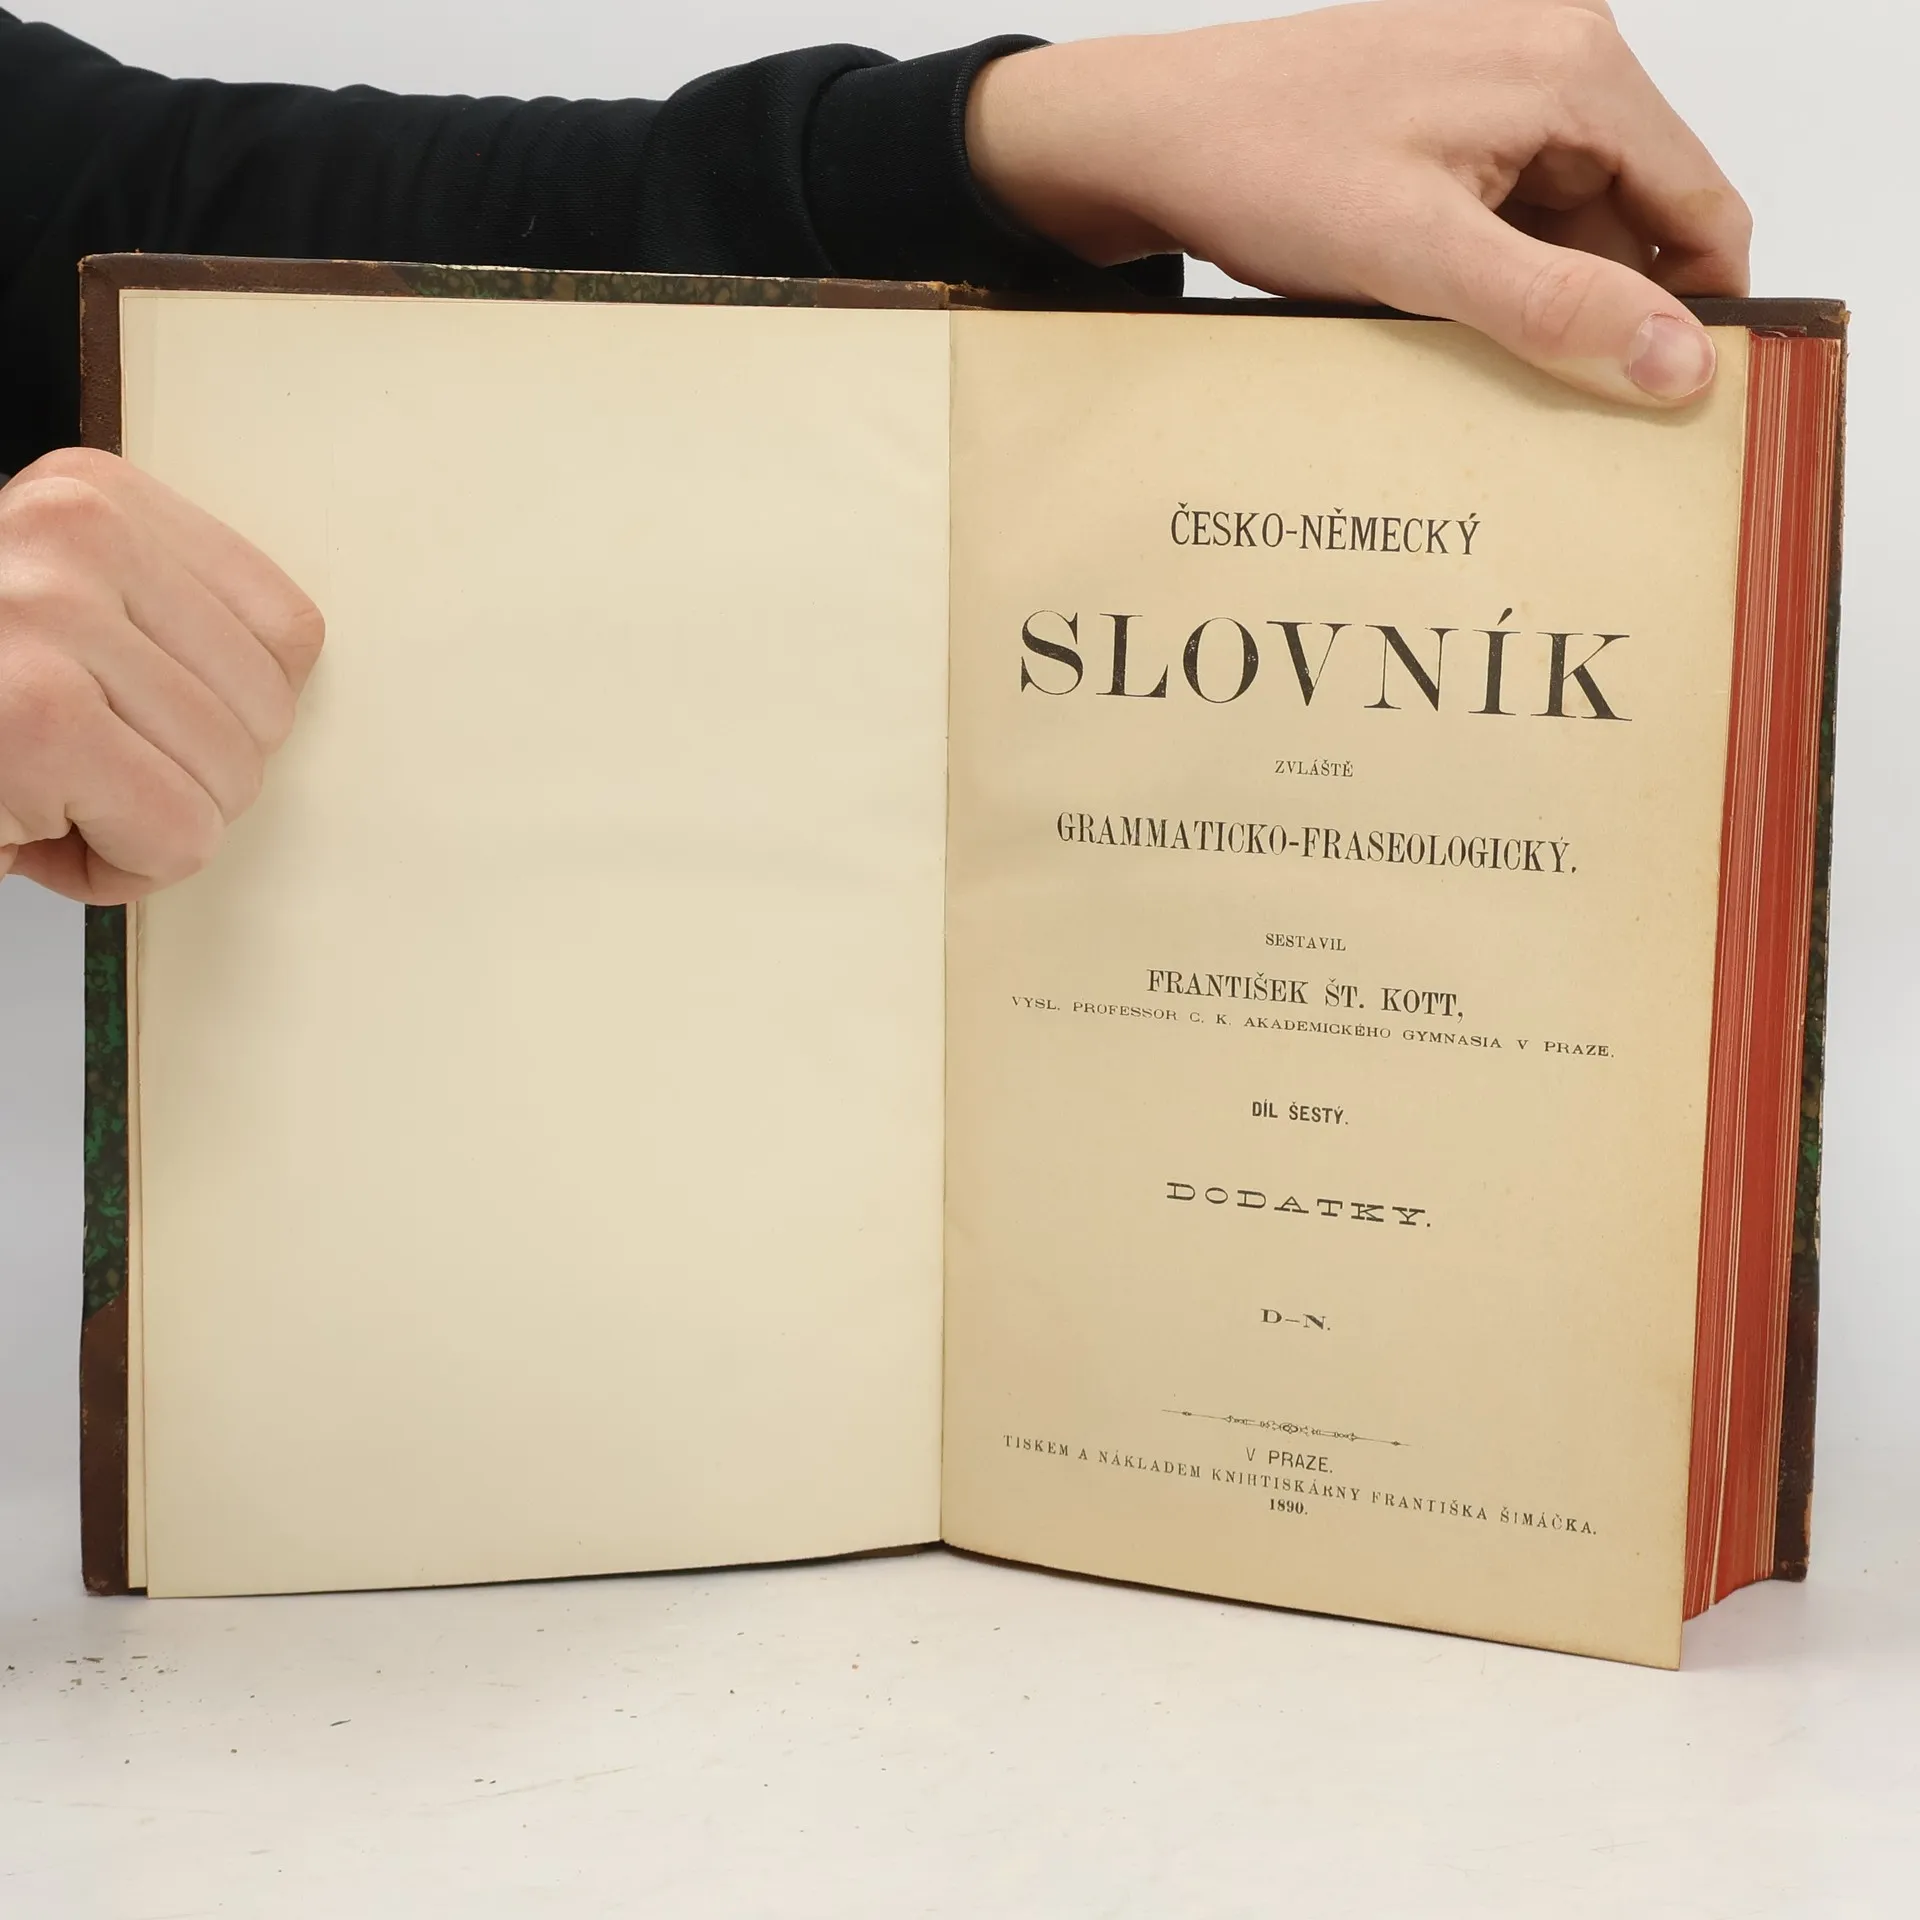 ČESKO-NĚMECKÝ
SLOVNÍK
ZVLÁŠTĚ
GRAMMATICKO-FRASEOLOGICKÝ.
SESTAVIL
FRANTIŠEK ŠT. KOTT,
VYSL. PROFESSOR C. K. AKADEMICKÉHO GYMNASIA V PRAZE.
DÍL ŠESTÝ.
DODATKY.
D–N.
V PRAZE.
TISKEM A NÁKLADEM KNIHTISKÁRNY FRANTIŠKA ŠIMÁČKA.
1890.